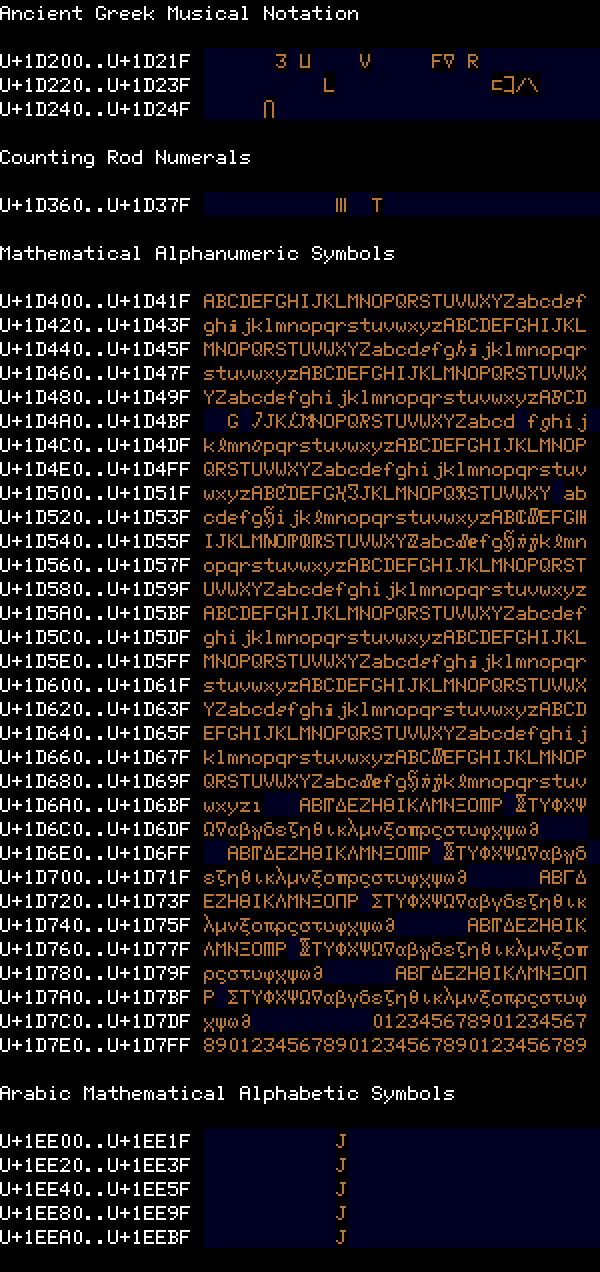 Ancient Greek Musical Notation
U+1D200..U+1D21F 3 U V F∇ R
U+1D220..U+1D23F L ⊏]/\
U+1D240..U+1D24F ⋂
Counting Rod Numerals
U+1D360..U+1D37F Ⅲ T
Mathematical Alphanumeric Symbols
U+1D400..U+1D41F ABCDEFGHIJKLMNOPQRSTUVWXYZabcdef
U+1D420..U+1D43F ghijklmnopqrstuvwxyzABCDEFGHIJKL
U+1D440..U+1D45F MNOPQRSTUVWXYZabcdefghijklmnopqr
U+1D460..U+1D47F stuvwxyzABCDEFGHIJKLMNOPQRSTUVWX
U+1D480..U+1D49F YZabcdefghijklmnopqrstuvwxyzABCD
U+1D4A0..U+1D4BF G JJKLMNOPQRSTUVWXYZabcd fghij
U+1D4C0..U+1D4DF klmnopqrstuvwxyzABCDEFGHIJKLMNOP
U+1D4E0..U+1D4FF QRSTUVWXYZabcdefghijklmnopqrstuv
U+1D500..U+1D51F wxyzABCDEFGHIJKLMNOPQRSTUVWXY ab
U+1D520..U+1D53F cdefghijklmnopqrstuvwxyzABCDEFGH
U+1D540..U+1D55F IJKLMNOPQRSTUVWXYZabcdefghijklmn
U+1D560..U+1D57F opqrstuvwxyzABCDEFGHIJKLMNOPQRST
U+1D580..U+1D59F UVWXYZabcdefghijklmnopqrstuvwxyz
U+1D5A0..U+1D5BF ABCDEFGHIJKLMNOPQRSTUVWXYZabcdef
U+1D5C0..U+1D5DF ghijklmnopqrstuvwxyzABCDEFGHIJKL
U+1D5E0..U+1D5FF MNOPQRSTUVWXYZabcdefghijklmnopqr
U+1D600..U+1D61F stuvwxyzABCDEFGHIJKLMNOPQRSTUVWX
U+1D620..U+1D63F YZabcdefghijklmnopqrstuvwxyzABCD
U+1D640..U+1D65F EFGHIJKLMNOPQRSTUVWXYZabcdefghij
U+1D660..U+1D67F klmnopqrstuvwxyzABCDEFGHIJKLMNOP
U+1D680..U+1D69F QRSTUVWXYZabcdefghijklmnopqrstuv
U+1D6A0..U+1D6BF wxyzı ΑΒΓΔΕΖΗΘΙΚΛΜΝΞΟΠΡ ΣΤΥΦΧΨ
U+1D6C0..U+1D6DF Ω∇αβγδεζηθικλμνξοπρςστυφχψω∂
U+1D6E0..U+1D6FF ΑΒΓΔΕΖΗΘΙΚΛΜΝΞΟΠΡ ΣΤΥΦΧΨΩ∇αβγδ
U+1D700..U+1D71F εζηθικλμνξοπρςστυφχψω∂ ΑΒΓΔ
U+1D720..U+1D73F ΕΖΗΘΙΚΛΜΝΞΟΠΡ ΣΤΥΦΧΨΩ∇αβγδεζηθικ
U+1D740..U+1D75F λμνξοπρςστυφχψω∂ ΑΒΓΔΕΖΗΘΙΚ
U+1D760..U+1D77F ΛΜΝΞΟΠΡ ΣΤΥΦΧΨΩ∇αβγδεζηθικλμνξοπ
U+1D780..U+1D79F ρςστυφχψω∂ ΑΒΓΔΕΖΗΘΙΚΛΜΝΞΟΠ
U+1D7A0..U+1D7BF Ρ ΣΤΥΦΧΨΩ∇αβγδεζηθικλμνξοπρςστυφ
U+1D7C0..U+1D7DF χψω∂ 012345678901234567
U+1D7E0..U+1D7FF 89012345678901234567890123456789
Arabic Mathematical Alphabetic Symbols
U+1EE00..U+1EE1F J
U+1EE20..U+1EE3F J
U+1EE40..U+1EE5F J
U+1EE80..U+1EE9F J
U+1EEA0..U+1EEBF J